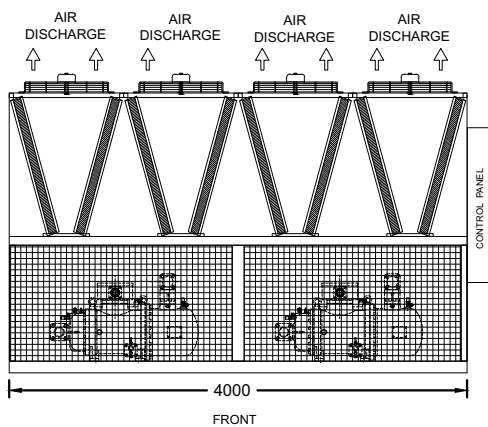 AIR
DISCHARGE
AIR
DISCHARGE
AIR
DISCHARGE
AIR
DISCHARGE
CONTROL PANEL
4000
FRONT